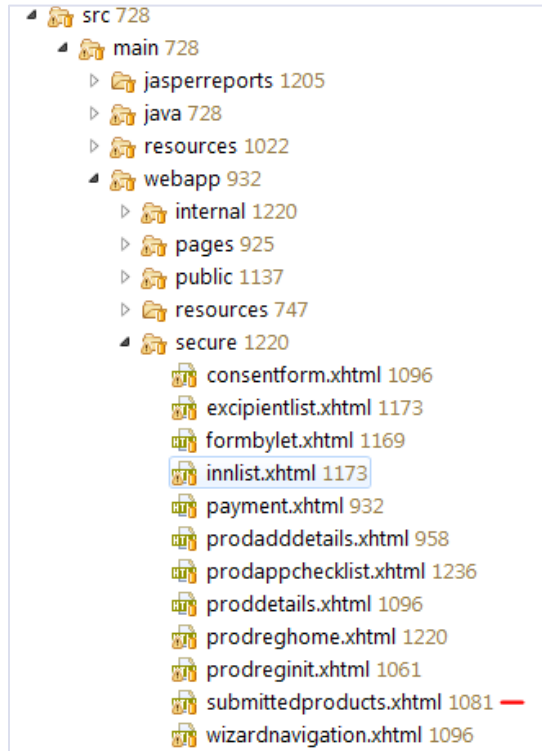 src 728
main 728
jasperreports 1205
java 728
resources 1022
webapp 932
internal 1220
pages 925
public 1137
resources 747
secure 1220
consentform.xhtml 1096
excipientlist.xhtml 1173
formbylet.xhtml 1169
innlist.xhtml 1173
payment.xhtml 932
prodadddetails.xhtml 958
prodappchecklist.xhtml 1236
proddetails.xhtml 1096
prodreghome.xhtml 1220
prodreginit.xhtml 1061
submittedproducts.xhtml 1081
wizardnavigation.xhtml 1096